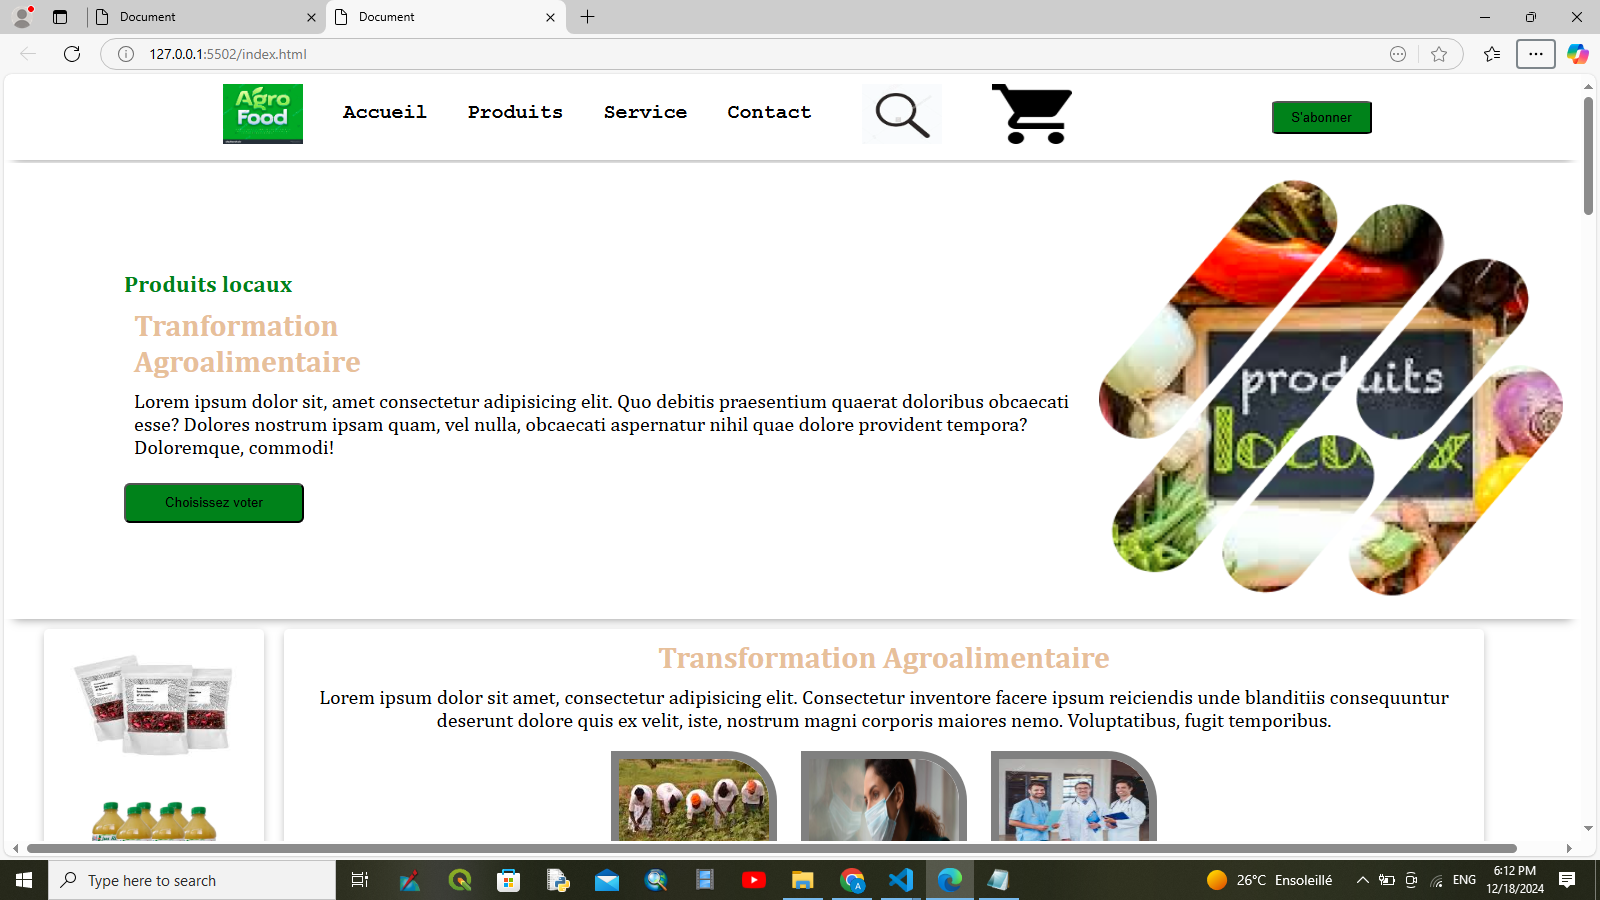 Document
Document
127.0.0.1:5502/index.html
Agro
Food
Accueil
Produits
Service
Contact
S'abonner
Produits locaux
Tranformation
Agroalimentaire
Lorem ipsum dolor sit, amet consectetur adipisicing elit. Quo debitis praesentium quaerat doloribus obcaecati
esse? Dolores nostrum ipsam quam, vel nulla, obcaecati aspernatur nihil quae dolore provident tempora?
Doloremque, commodi!
Choisissez voter
produits
locaux
Transformation Agroalimentaire
Lorem ipsum dolor sit amet, consectetur adipisicing elit. Consectetur inventore facere ipsum reiciendis unde blanditiis consequuntur
deserunt dolore quis ex velit, iste, nostrum magni corporis maiores nemo. Voluptatibus, fugit temporibus.
Type here to search
A
26°C Ensoleillé
ENG
6:12 PM
12/18/2024